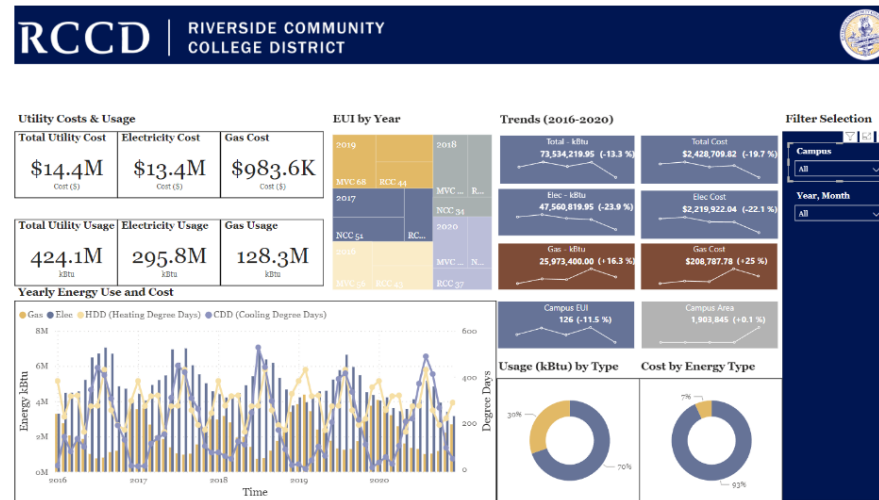 RCCD
RIVERSIDE COMMUNITY
COLLEGE DISTRICT
Utility Costs & Usage
Total Utility Cost
$14.4M
Cost ($)
Electricity Cost
$13.4M
Cost ($)
Gas Cost
$983.6K
Cost ($)
Total Utility Usage
424.1M
kBtu
Electricity Usage
295.8M
kBtu
Gas Usage
128.3M
kBtu
EUI by Year
2019
MVC 68
RCC 44
2017
NCC 51
RC...
2018
MVC ...
R...
NCC 34
2020
MVC ...
N...
RCC 37
Trends (2016-2020)
Total - kBtu
73,534,219.95 (-13.3 %)
Total Cost
$2,428,709.82 (-19.7 %)
Elec - kBtu
47,560,819.95 (-23.9 %)
Elec Cost
$2,219,922.04 (-22.1 %)
Gas - kBtu
25,973,400.00 (+16.3 %)
Gas Cost
$208,787.78 (+25 %)
Campus EUI
126 (-11.5 %)
Campus Area
1,903,845 (+0.1 %)
Filter Selection
Campus
All
Year, Month
All
Yearly Energy Use and Cost
Gas Elec HDD (Heating Degree Days) CDD (Cooling Degree Days)
Energy kBtu
8M
6M
4M
2M
0M
Degree Days
600
400
200
0
2016 2017 2018 2019 2020
Time
Usage (kBtu) by Type
30%
70%
Cost by Energy Type
7%
93%